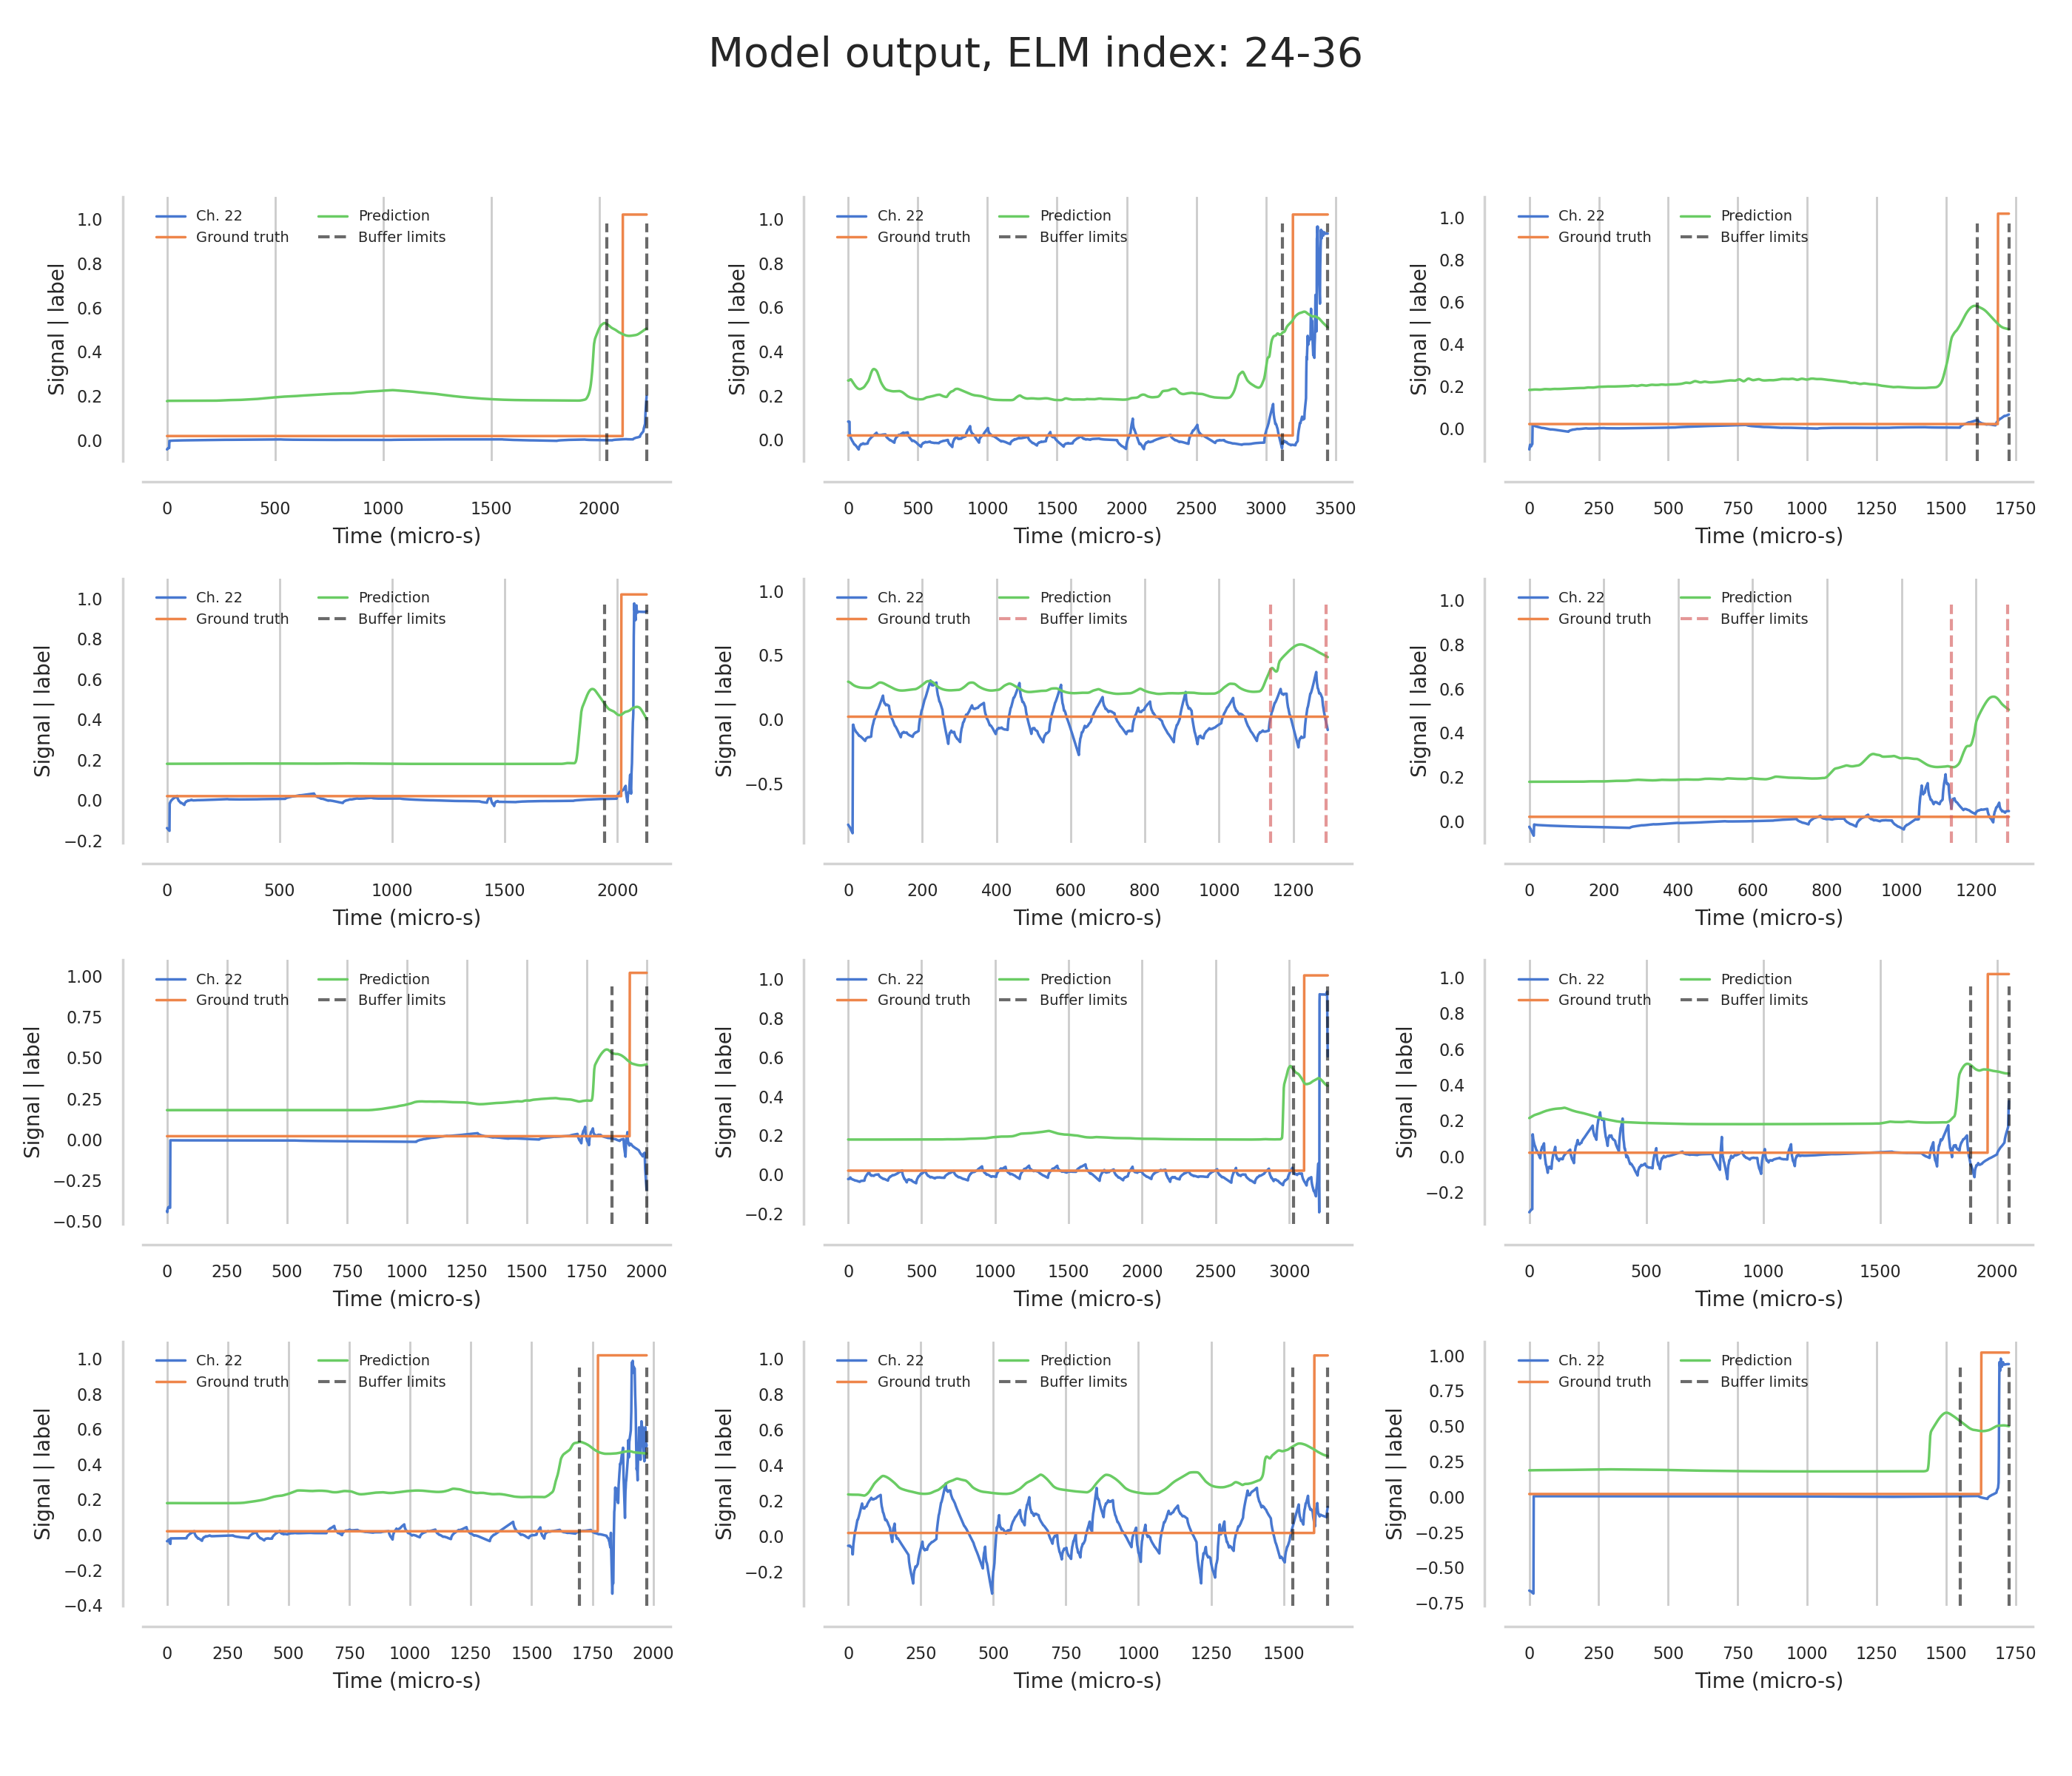 Model output, ELM index: 24-36
Signal | label
1.0
0.8
0.6
0.4
0.2
0.0
Ch. 22
Ground truth
Prediction
Buffer limits
0 500 1000 1500 2000
Time (micro-s)
Signal | label
1.0
0.8
0.6
0.4
0.2
0.0
Ch. 22
Ground truth
Prediction
Buffer limits
0 500 1000 1500 2000 2500 3000 3500
Time (micro-s)
Signal | label
1.0
0.8
0.6
0.4
0.2
0.0
Ch. 22
Ground truth
Prediction
Buffer limits
0 250 500 750 1000 1250 1500 1750
Time (micro-s)
Signal | label
1.0
0.8
0.6
0.4
0.2
0.0
−0.2
Ch. 22
Ground truth
Prediction
Buffer limits
0 500 1000 1500 2000
Time (micro-s)
Signal | label
1.0
0.5
0.0
−0.5
Ch. 22
Ground truth
Prediction
Buffer limits
0 200 400 600 800 1000 1200
Time (micro-s)
Signal | label
1.0
0.8
0.6
0.4
0.2
0.0
Ch. 22
Ground truth
Prediction
Buffer limits
0 200 400 600 800 1000 1200
Time (micro-s)
Signal | label
1.00
0.75
0.50
0.25
0.00
−0.25
−0.50
Ch. 22
Ground truth
Prediction
Buffer limits
0 250 500 750 1000 1250 1500 1750 2000
Time (micro-s)
Signal | label
1.0
0.8
0.6
0.4
0.2
0.0
−0.2
Ch. 22
Ground truth
Prediction
Buffer limits
0 500 1000 1500 2000 2500 3000
Time (micro-s)
Signal | label
1.0
0.8
0.6
0.4
0.2
0.0
−0.2
Ch. 22
Ground truth
Prediction
Buffer limits
0 500 1000 1500 2000
Time (micro-s)
Signal | label
1.0
0.8
0.6
0.4
0.2
0.0
−0.2
−0.4
Ch. 22
Ground truth
Prediction
Buffer limits
0 250 500 750 1000 1250 1500 1750 2000
Time (micro-s)
Signal | label
1.0
0.8
0.6
0.4
0.2
0.0
−0.2
Ch. 22
Ground truth
Prediction
Buffer limits
0 250 500 750 1000 1250 1500
Time (micro-s)
Signal | label
1.00
0.75
0.50
0.25
0.00
−0.25
−0.50
−0.75
Ch. 22
Ground truth
Prediction
Buffer limits
0 250 500 750 1000 1250 1500 1750
Time (micro-s)